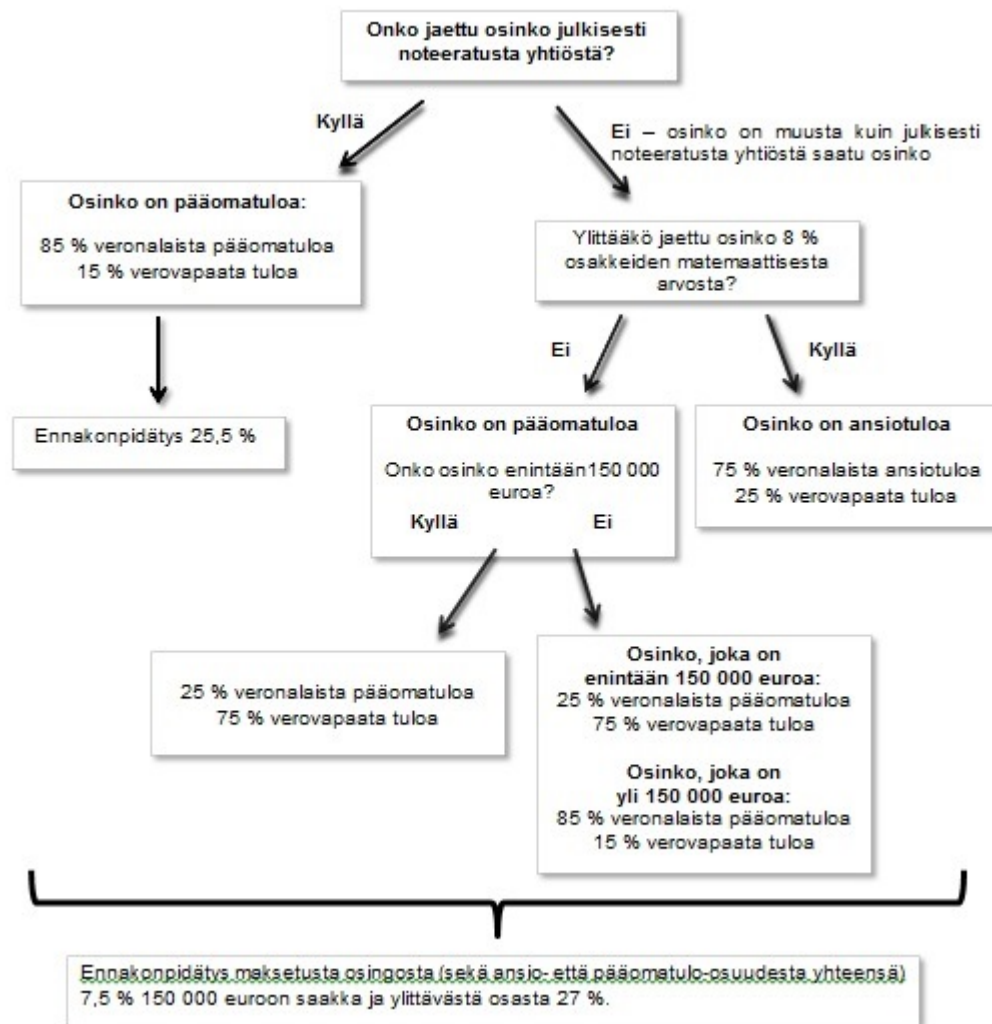 Onko jaettu osinko julkisesti
noteeratusta yhtiöstä?
Kyllä
Ei – osinko on muusta kuin julkisesti
noteeratusta yhtiöstä saatu osinko
Osinko on pääomatuloa:
85 % veronalaista pääomatuloa
15 % verovapaata tuloa
Ylittääkö jaettu osinko 8 %
osakkeiden matemaattisesta
arvosta?
Ei
Kyllä
Ennakonpidätys 25,5 %
Osinko on pääomatuloa
Onko osinko enintään 150 000
euroa?
Kyllä
Ei
Osinko on ansiotuloa
75 % veronalaista ansiotuloa
25 % verovapaata tuloa
25 % veronalaista pääomatuloa
75 % verovapaata tuloa
Osinko, joka on
enintään 150 000 euroa:
25 % veronalaista pääomatuloa
75 % verovapaata tuloa
Osinko, joka on
yli 150 000 euroa:
85 % veronalaista pääomatuloa
15 % verovapaata tuloa
Ennakonpidätys maksetusta osingosta (sekä ansio- että pääomatulo-osuudesta yhteensä)
7,5 % 150 000 euroon saakka ja ylittävästä osasta 27 %.